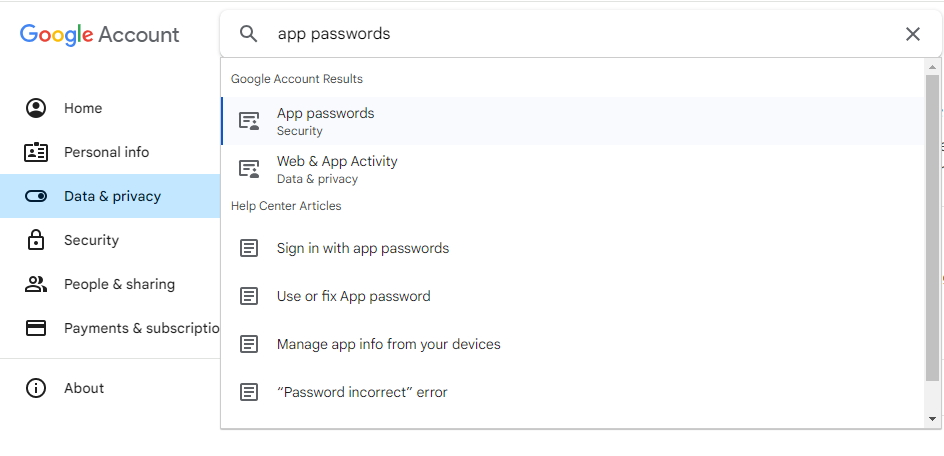 Google Account
app passwords
Google Account Results
App passwords
Security
Web & App Activity
Data & privacy
Help Center Articles
Sign in with app passwords
Use or fix App password
Manage app info from your devices
“Password incorrect” error
Home
Personal info
Data & privacy
Security
People & sharing
Payments & subscriptio
About